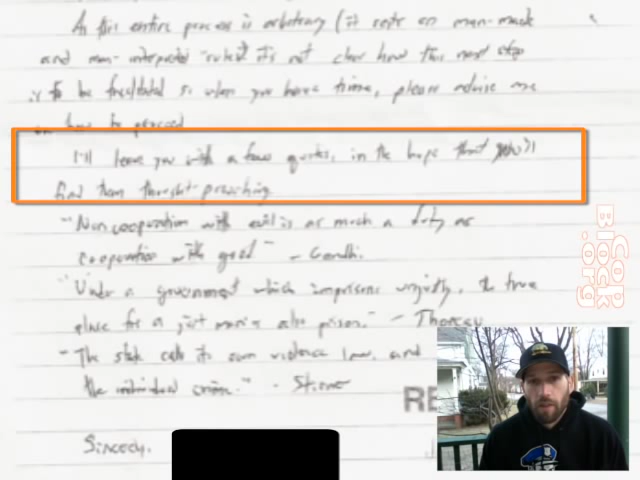 As this entire process is arbitrary (it rests on man-made
and man-interpreted "rules") it's not clear how this next step
is to be facilitated so when you have time, please advise me
on how to proceed
I'll leave you with a few quotes, in the hope that you'll
find them thought-provoking
"Non cooperation with evil is as much a duty as
cooperation with good" - Gandhi.
"Under a government which imprisons unjustly, the true
place for a just man is also prison." - Thoreau
"The state calls its own violence law, and
the individual crime." - Stirner
RE
Sincerely,
Cop
Block
.org